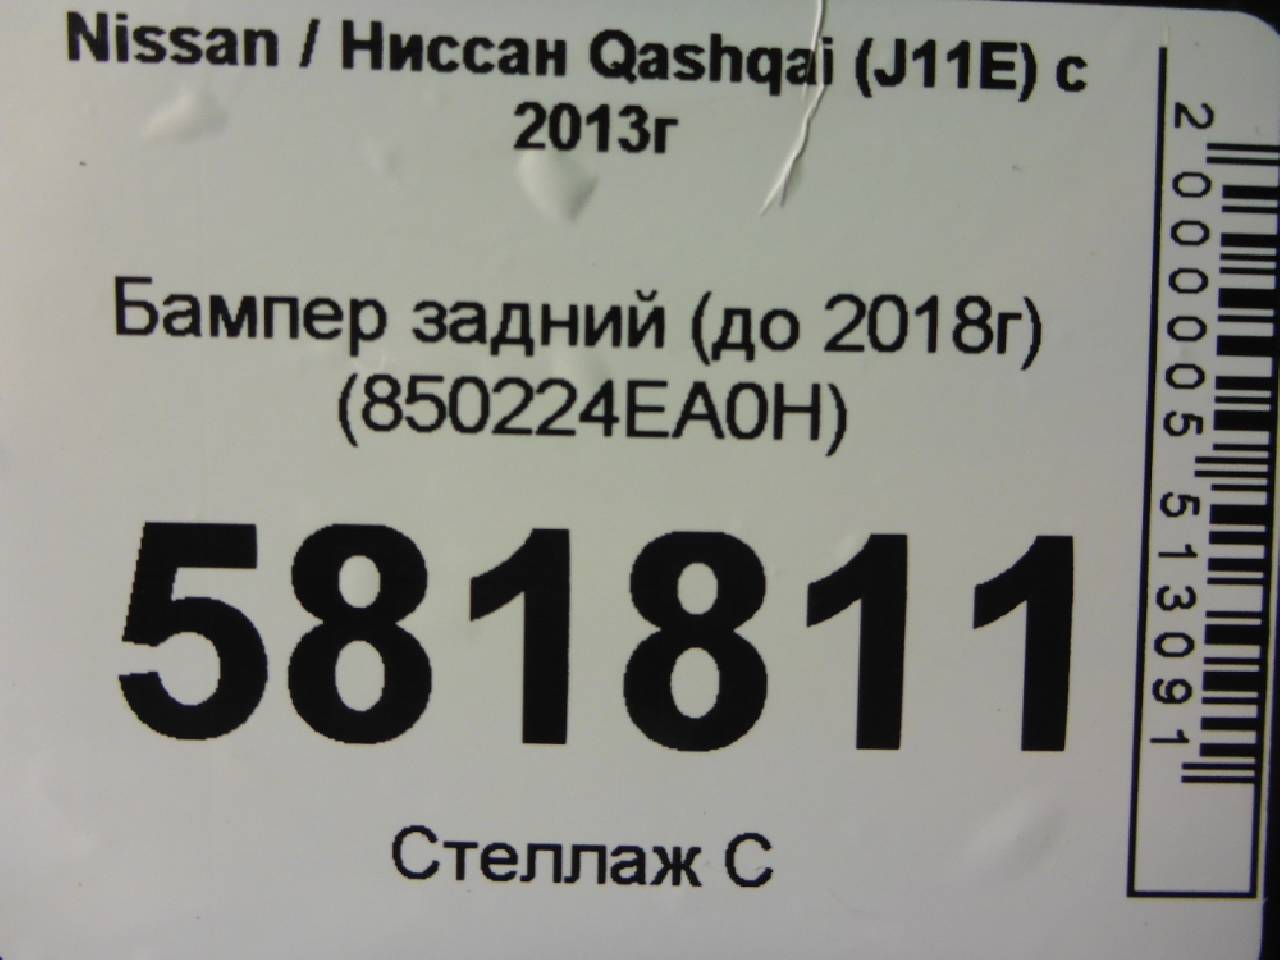 Nissan / Ниссан Qashqai (J11E) с
2013г
Бампер задний (до 2018г)
(850224EA0H)
581811
Стеллаж С
2000005513091